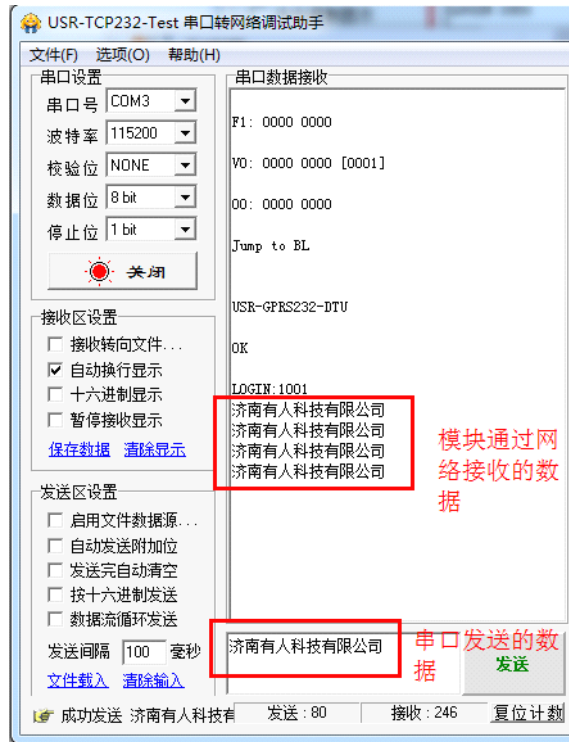 USR-TCP232-Test 串口转网络调试助手
文件(F) 选项(O) 帮助(H)
串口设置
串口号 COM3
波特率 115200
校验位 NONE
数据位 8 bit
停止位 1 bit
关闭
接收区设置
接收转向文件...
自动换行显示
十六进制显示
暂停接收显示
保存数据 清除显示
发送区设置
启用文件数据源...
自动发送附加位
发送完自动清空
按十六进制发送
数据流循环发送
发送间隔 100 毫秒
文件载入 清除输入
串口数据接收
F1: 0000 0000
V0: 0000 0000 [0001]
00: 0000 0000
Jump to BL
USR-GPRS232-DTU
OK
LOGIN:1001
济南有人科技有限公司
济南有人科技有限公司
济南有人科技有限公司
济南有人科技有限公司
模块通过网
络接收的数
据
济南有人科技有限公司
串口发送的数
据
发送
成功发送 济南有人科技有
发送:80
接收:246
复位计数